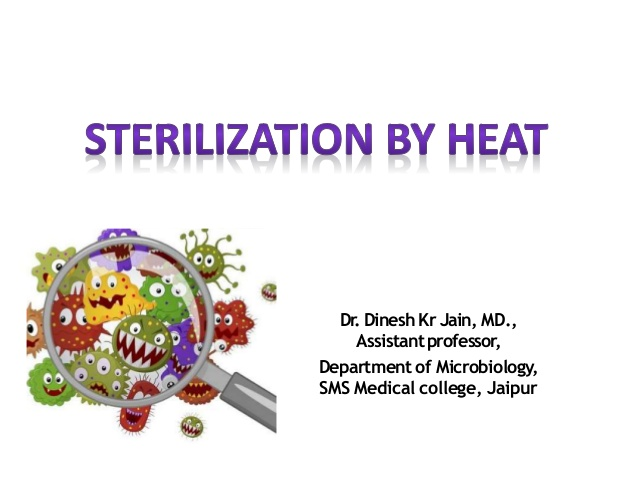 STERILIZATION BY HEAT
Dr. Dinesh Kr Jain, MD.,
Assistant professor,
Department of Microbiology,
SMS Medical college, Jaipur